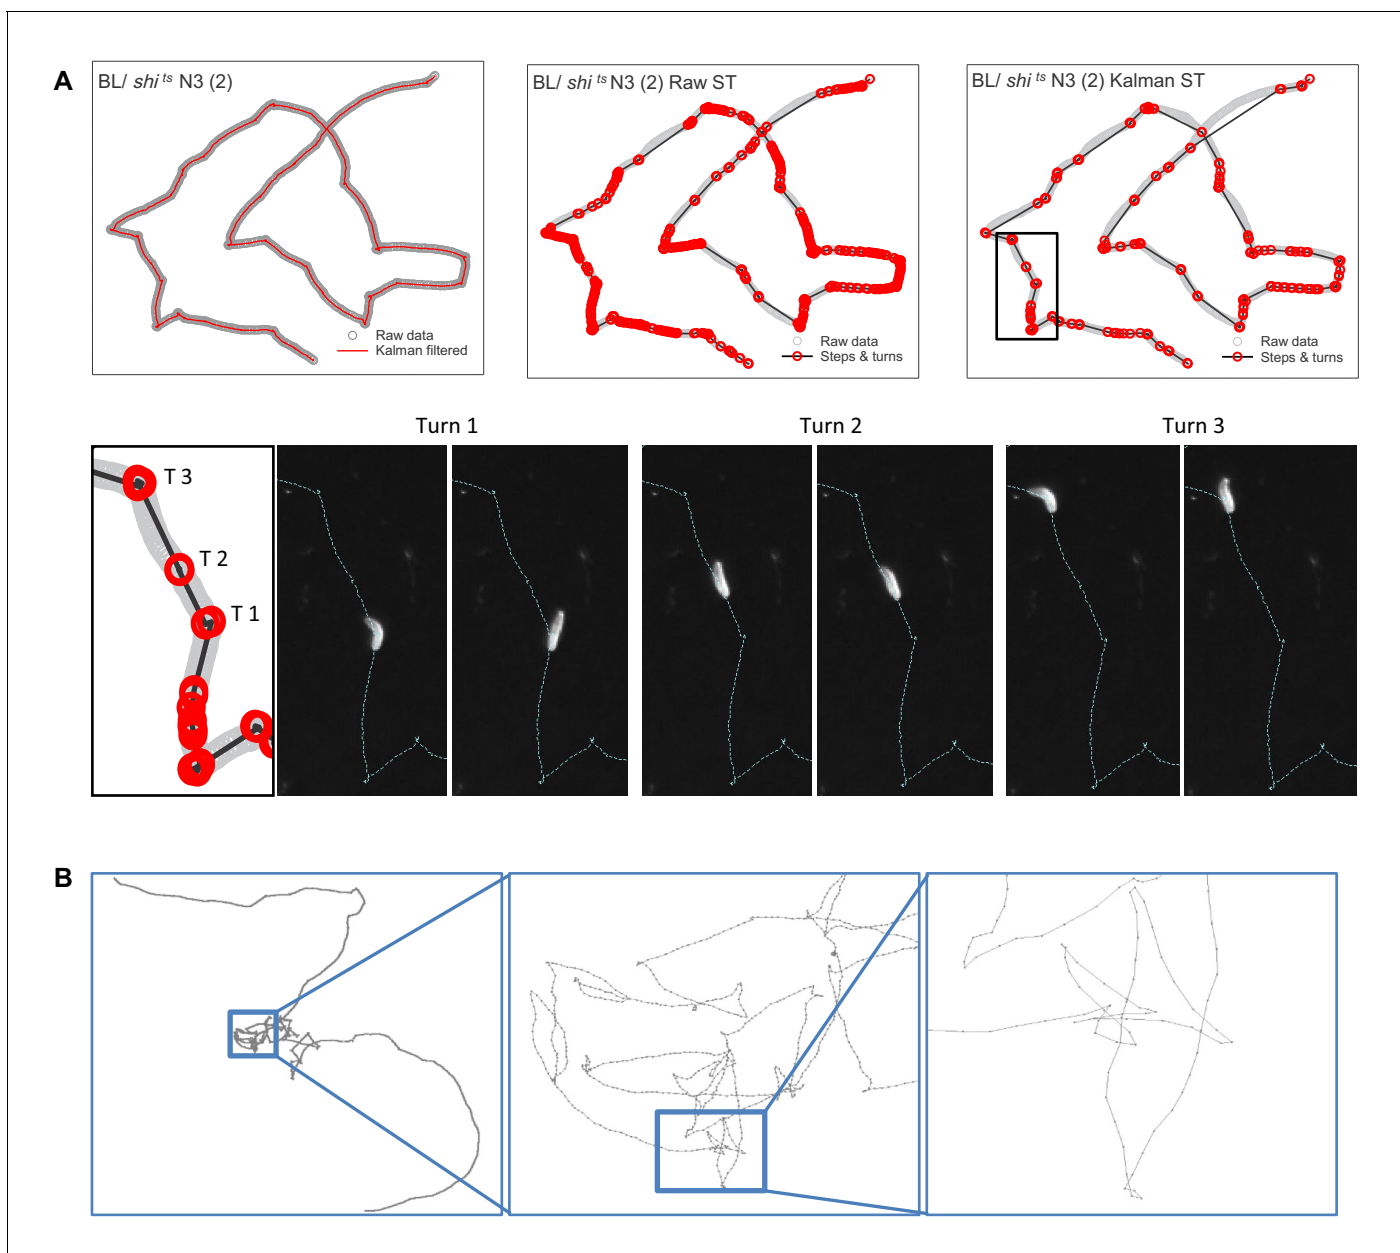 A
BL/ shi ts N3 (2)
Raw data
Kalman filtered
BL/ shi ts N3 (2) Raw ST
Raw data
Steps & turns
BL/ shi ts N3 (2) Kalman ST
Raw data
Steps & turns
Turn 1
Turn 2
Turn 3
T 3
T 2
T 1
B